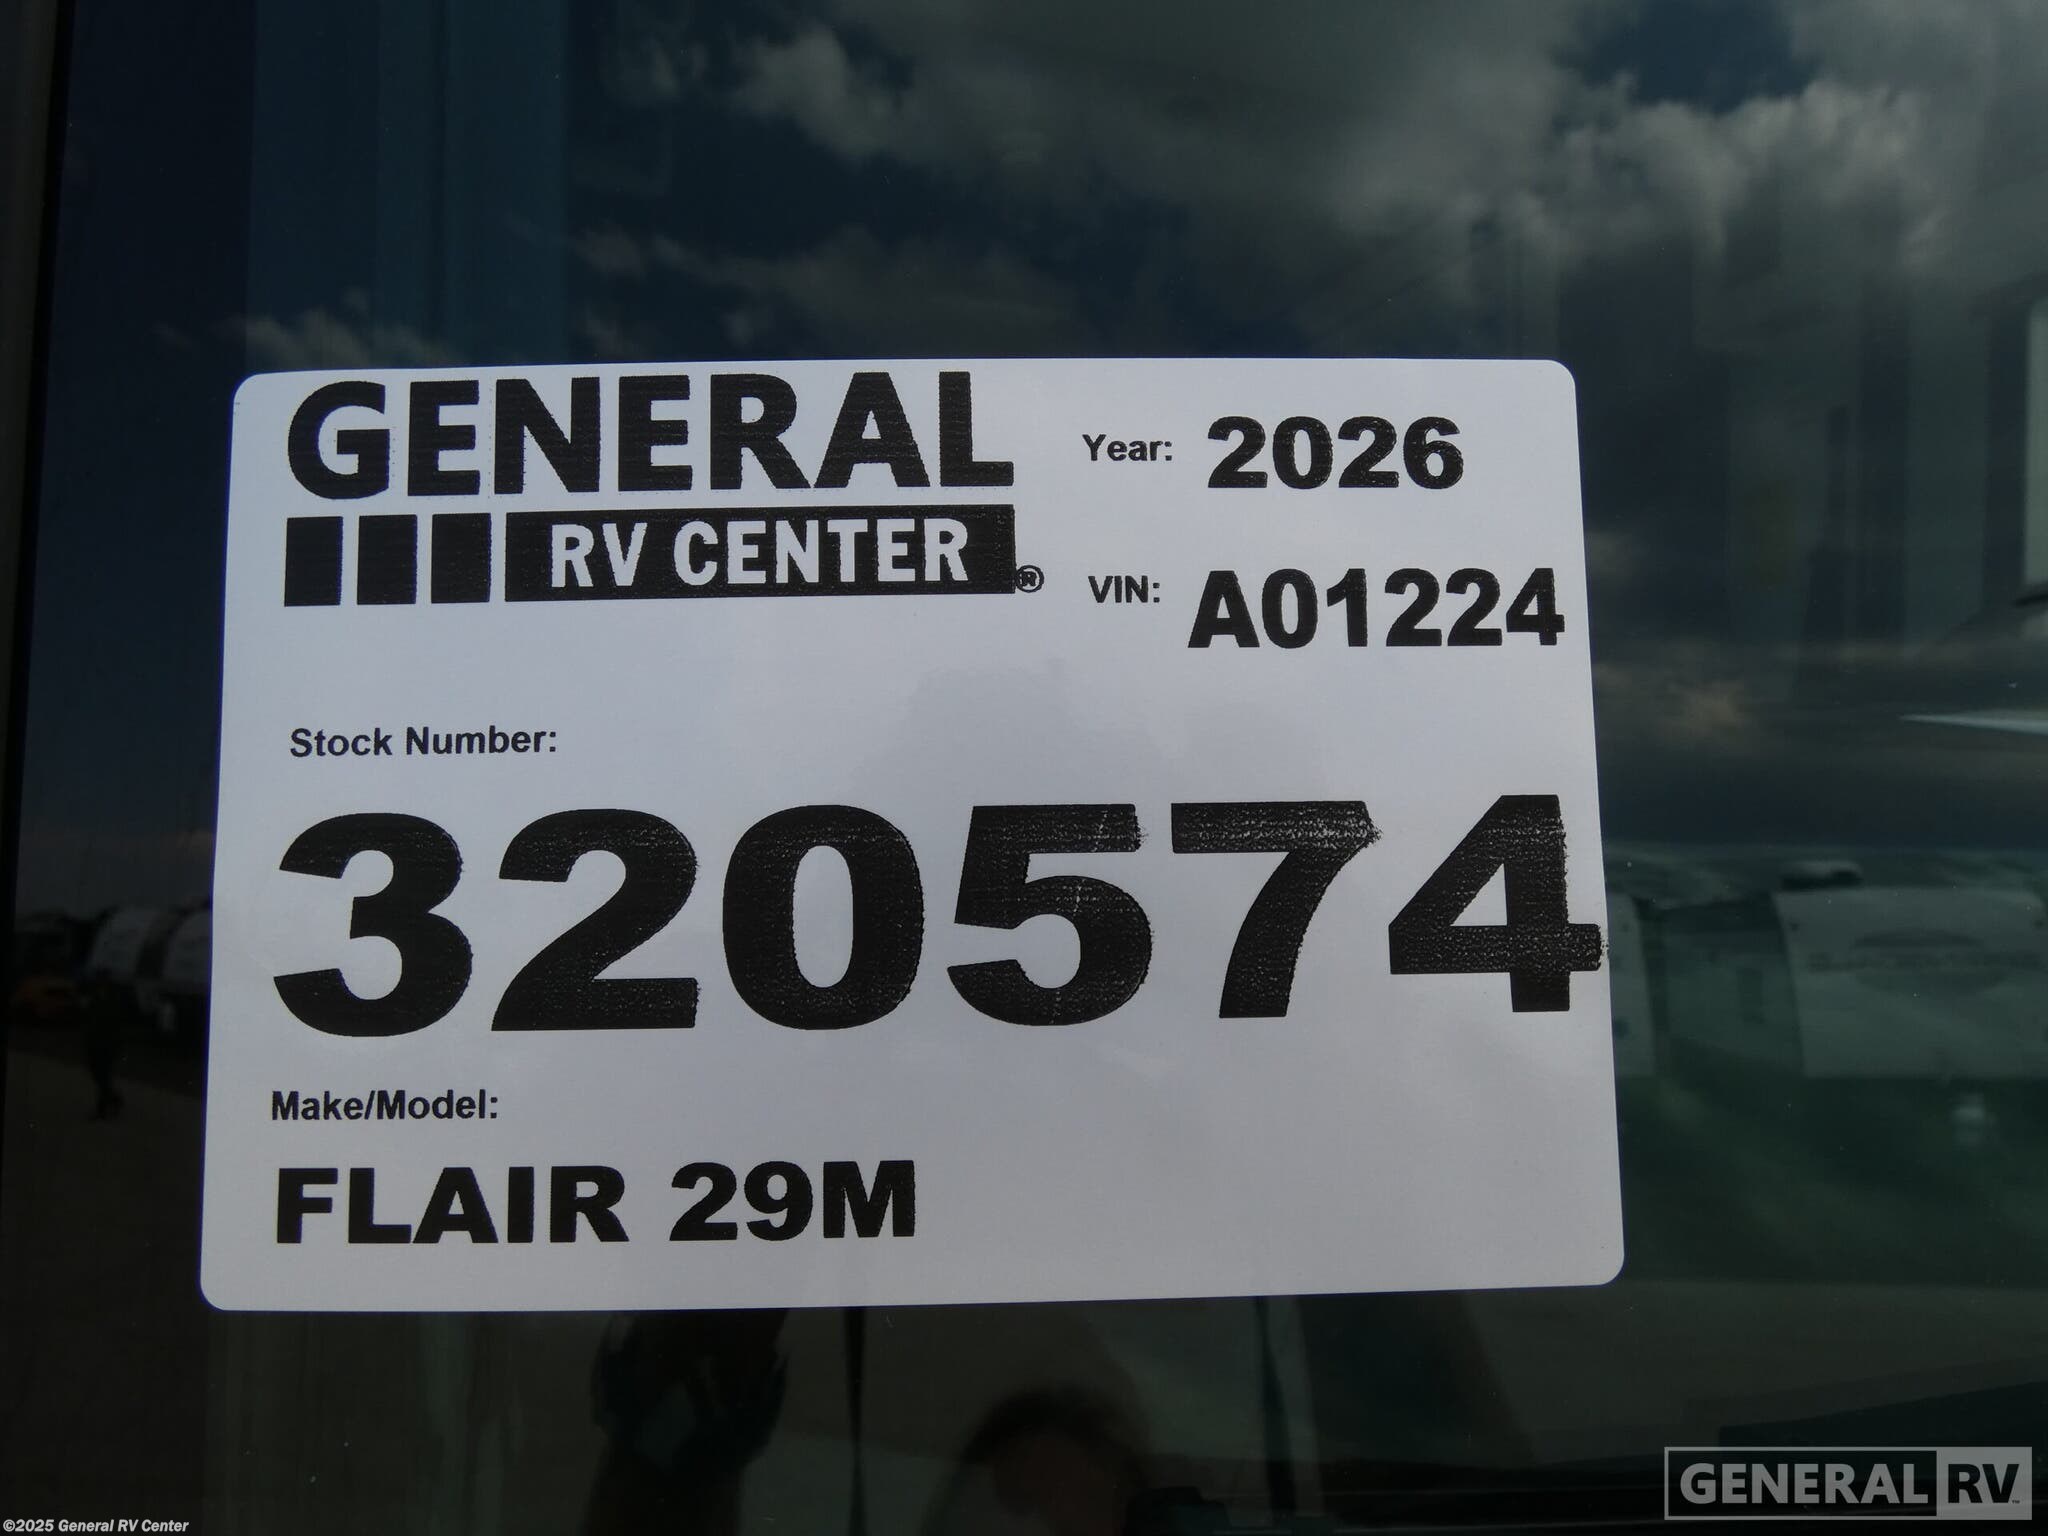 GENERAL
RV CENTER®
Year: 2026
VIN: A01224
Stock Number:
320574
Make/Model:
FLAIR 29M
GENERAL RV™
©2025 General RV Center